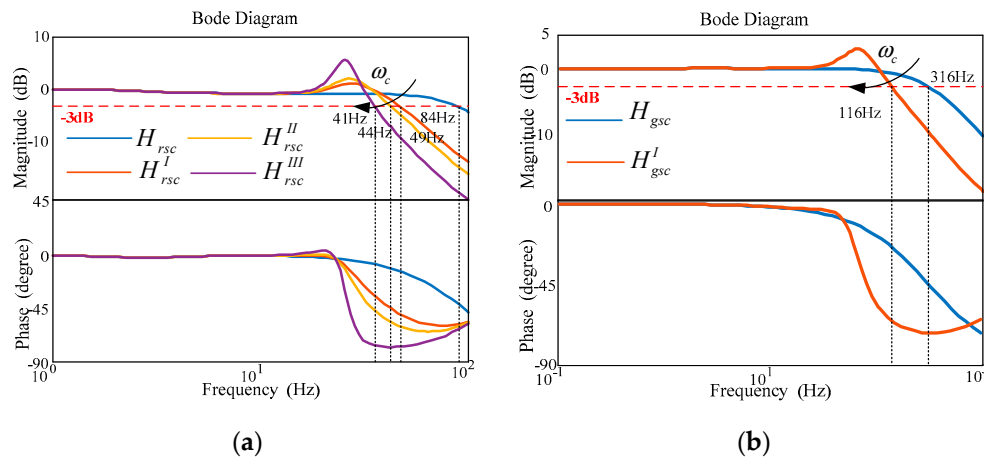 Bode Diagram
10
0
-10
-20
Magnitude (dB)
ω_c
-3dB
41Hz
44Hz
49Hz
84Hz
H_rsc
H_rsc^II
H_rsc^I
H_rsc^III
45
0
-45
-90
Phase (degree)
10^0
10^1
10^2
Frequency (Hz)
(a)
Bode Diagram
5
0
10
-20
Magnitude (dB)
ω_c
-3dB
116Hz
316Hz
H_gsc
H_gsc^I
0
-45
-90
Phase (degree)
10^-1
10^1
Frequency (Hz)
(b)